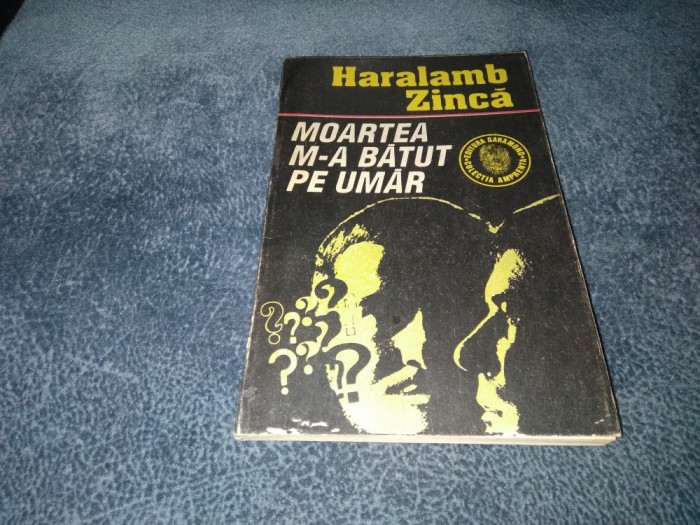 Haralamb
Zincă
MOARTEA
M-A BĂTUT
PE UMĂR
EDITURA GARAMOND
COLECȚIA AMPRENTA
? ? ? ? ? ? ?